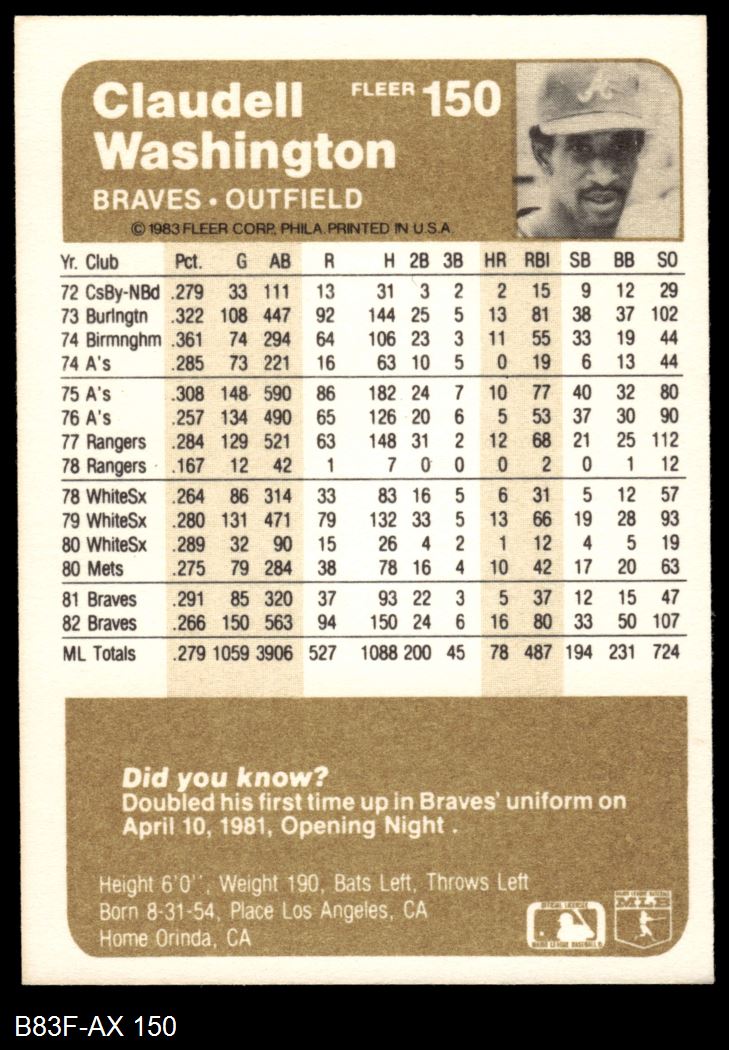 Claudell FLEER 150
Washington
BRAVES • OUTFIELD
© 1983 FLEER CORP., PHILA. PRINTED IN U.S.A.
Yr. Club Pct. G AB R H 2B 3B HR RBI SB BB SO
72 CsBy-NBd .279 33 111 13 31 3 2 2 15 9 12 29
73 Burlngtn .322 108 447 92 144 25 5 13 81 38 37 102
74 Birmnghm .361 74 294 64 106 23 3 11 55 33 19 44
74 A's .285 73 221 16 63 10 5 0 19 6 13 44
75 A's .308 148 590 86 182 24 7 10 77 40 32 80
76 A's .257 134 490 65 126 20 6 5 53 37 30 90
77 Rangers .284 129 521 63 148 31 2 12 68 21 25 112
78 Rangers .167 12 42 1 7 0 0 0 2 0 1 12
78 WhiteSx .264 86 314 33 83 16 5 6 31 5 12 57
79 WhiteSx .280 131 471 79 132 33 5 13 66 19 28 93
80 WhiteSx .289 32 90 15 26 4 2 1 12 4 5 19
80 Mets .275 79 284 38 78 16 4 10 42 17 20 63
81 Braves .291 85 320 37 93 22 3 5 37 12 15 47
82 Braves .266 150 563 94 150 24 6 16 80 33 50 107
ML Totals .279 1059 3906 527 1088 200 45 78 487 194 231 724
Did you know?
Doubled his first time up in Braves' uniform on
April 10, 1981, Opening Night .
Height 6'0'', Weight 190, Bats Left, Throws Left
Born 8-31-54, Place Los Angeles, CA
Home Orinda, CA
OFFICIAL LICENSEE
MAJOR LEAGUE BASEBALL
MAJOR LEAGUE BASEBALL
MLB
B83F-AX 150